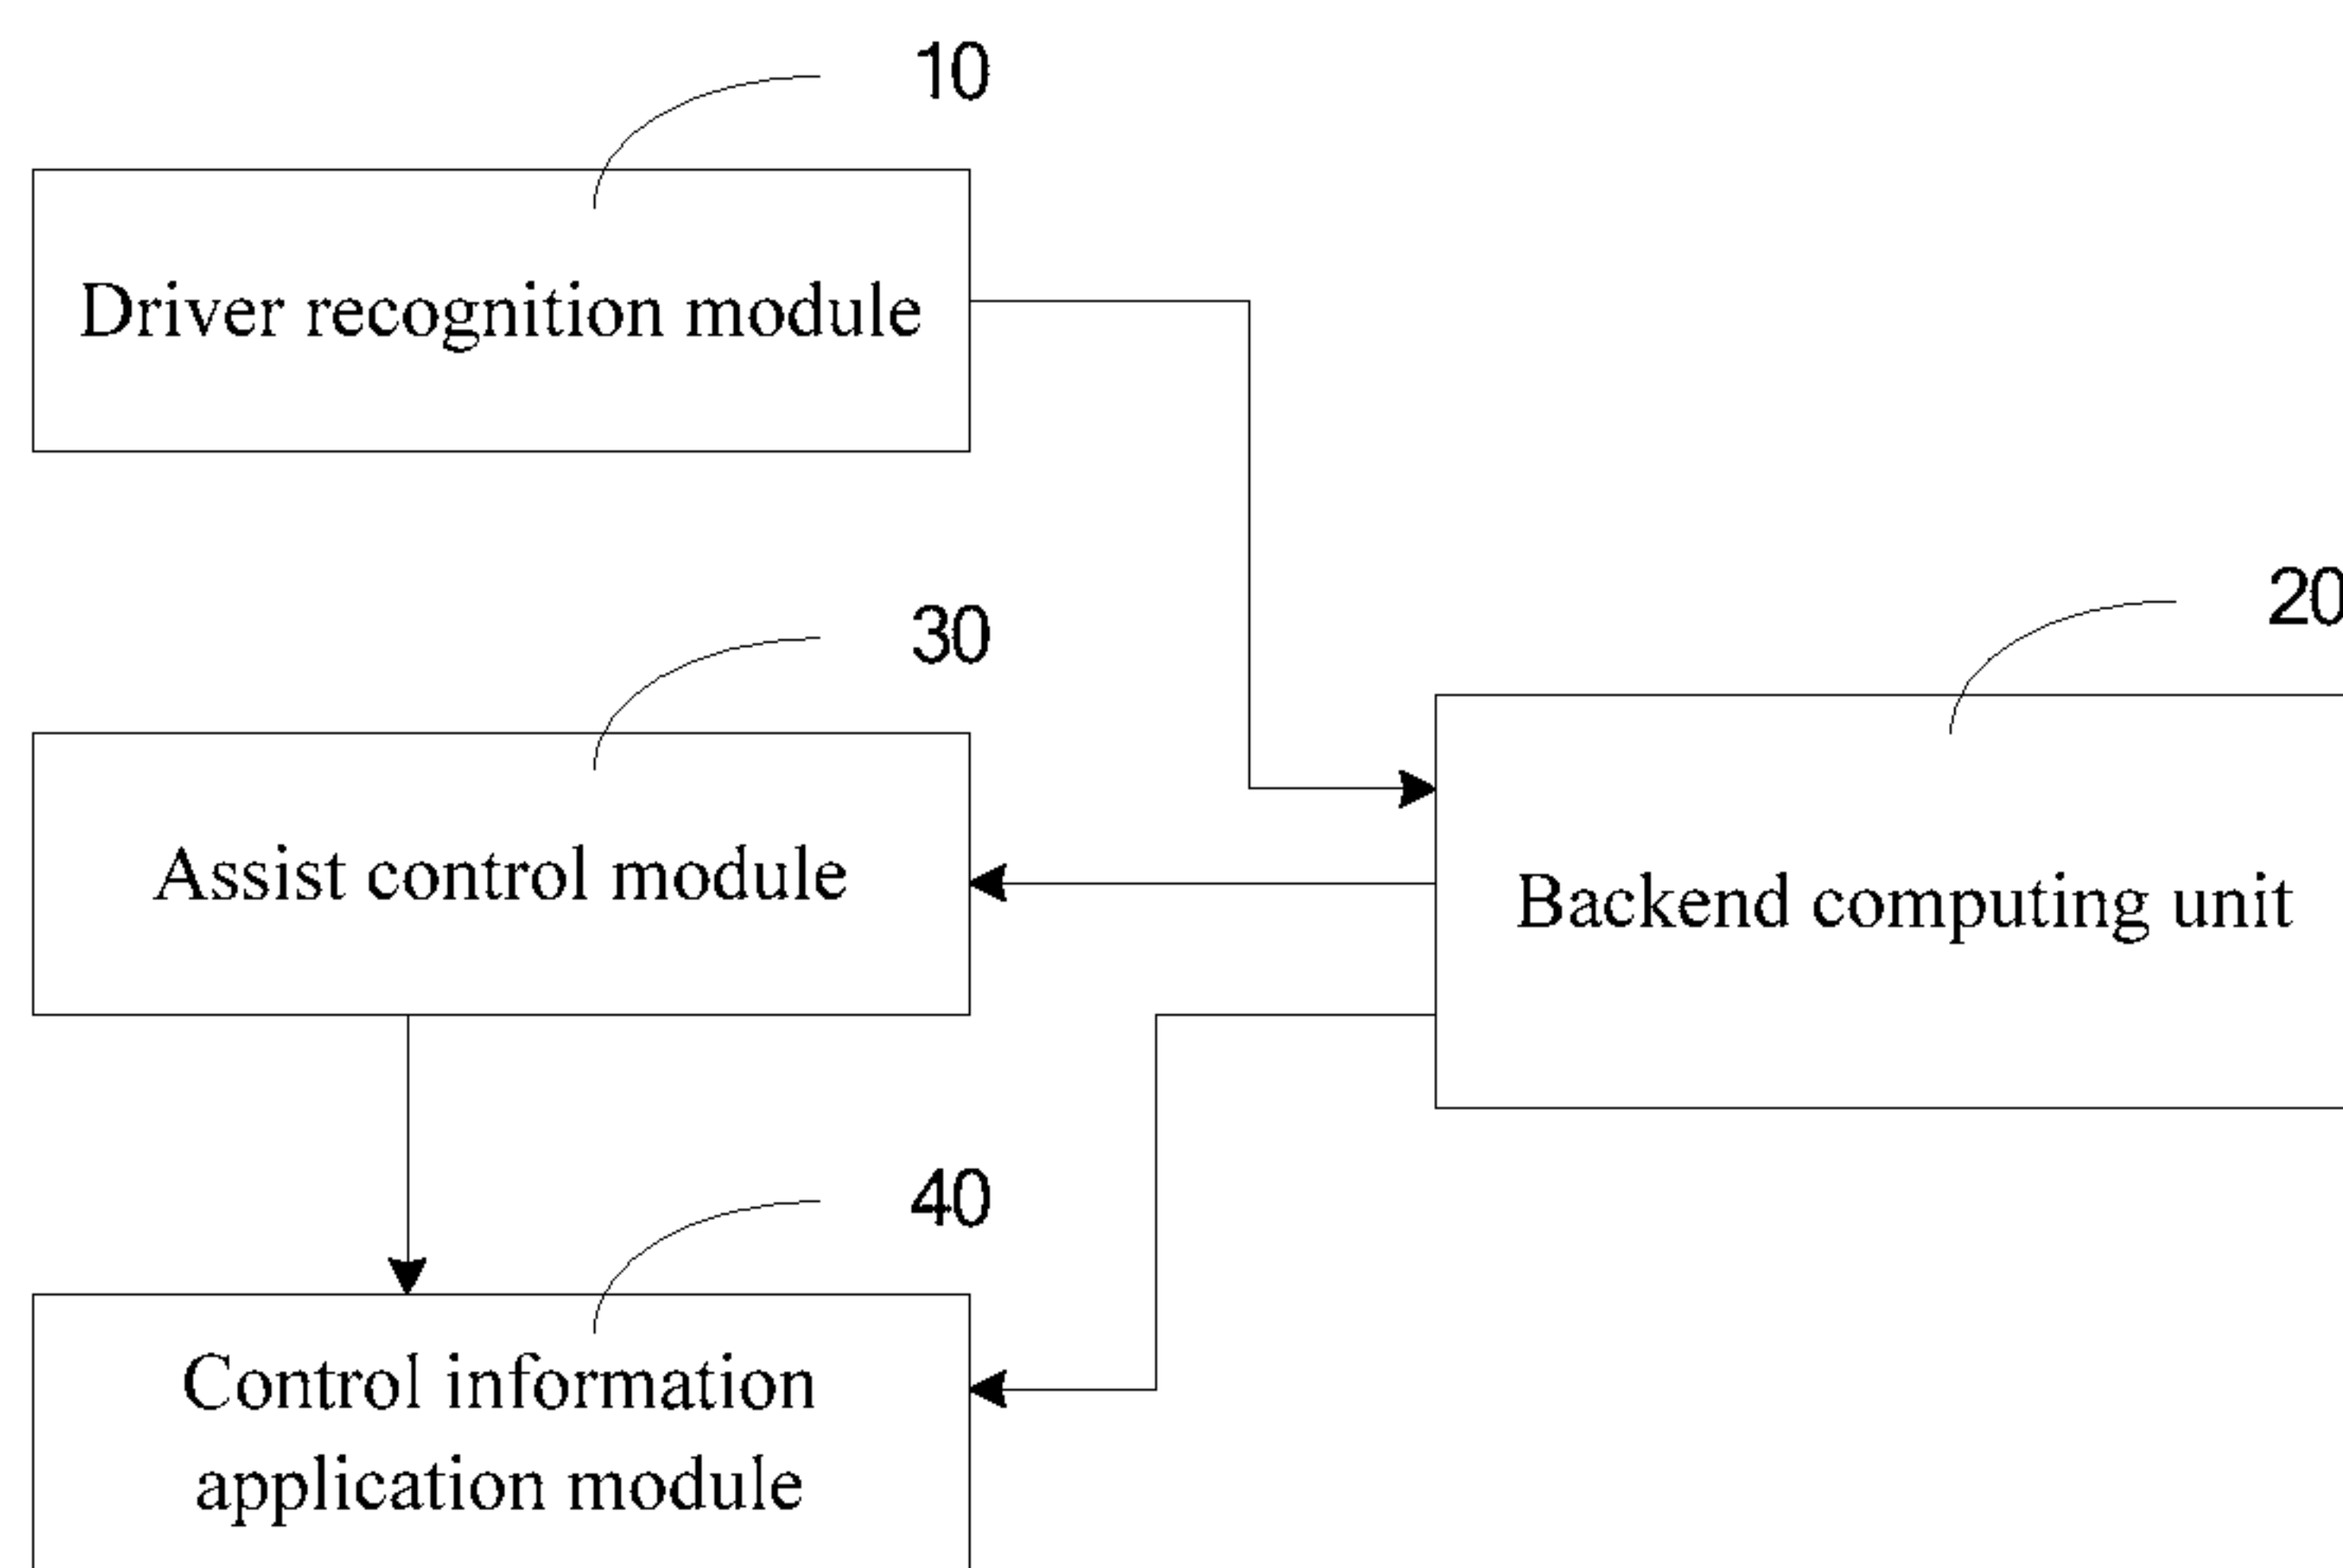 10
Driver recognition module
30
20
Assist control module
Backend computing unit
40
Control information
application module